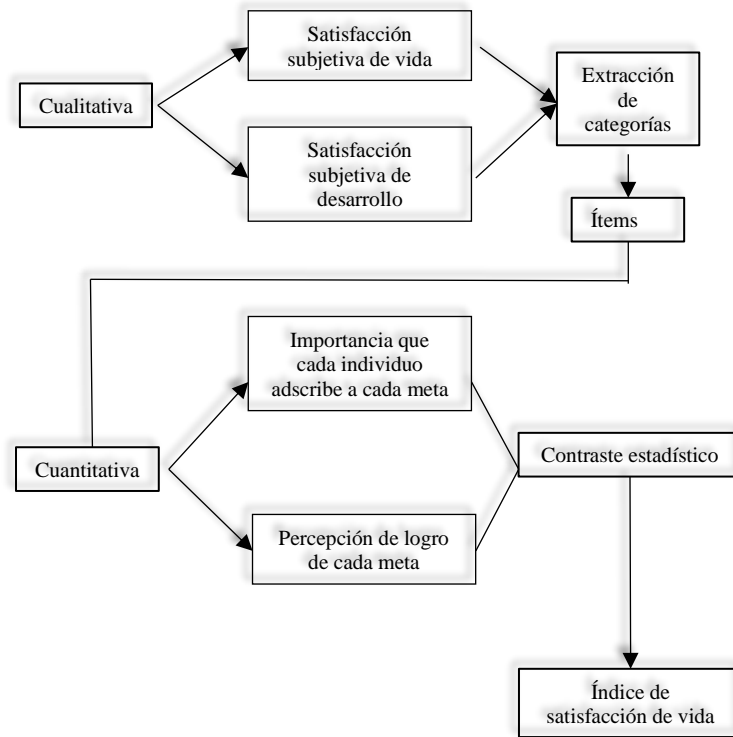 Satisfacción
subjetiva de vida
Extracción
de
categorías
Cualitativa
Satisfacción
subjetiva de
desarrollo
Ítems
Importancia que
cada individuo
adscribe a cada meta
Cuantitativa
Contraste estadístico
Percepción de logro
de cada meta
Índice de
satisfacción de vida